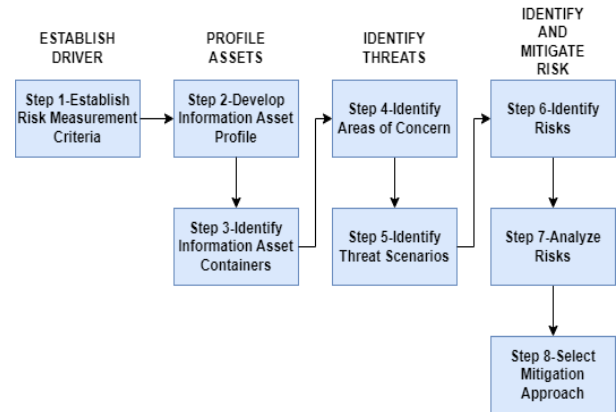 ESTABLISH
DRIVER
PROFILE
ASSETS
IDENTIFY
THREATS
IDENTIFY
AND
MITIGATE
RISK
Step 1-Establish
Risk Measurement
Criteria
Step 2-Develop
Information Asset
Profile
Step 3-Identify
Information Asset
Containers
Step 4-Identify
Areas of Concern
Step 5-Identify
Threat Scenarios
Step 6-Identify
Risks
Step 7-Analyze
Risks
Step 8-Select
Mitigation
Approach